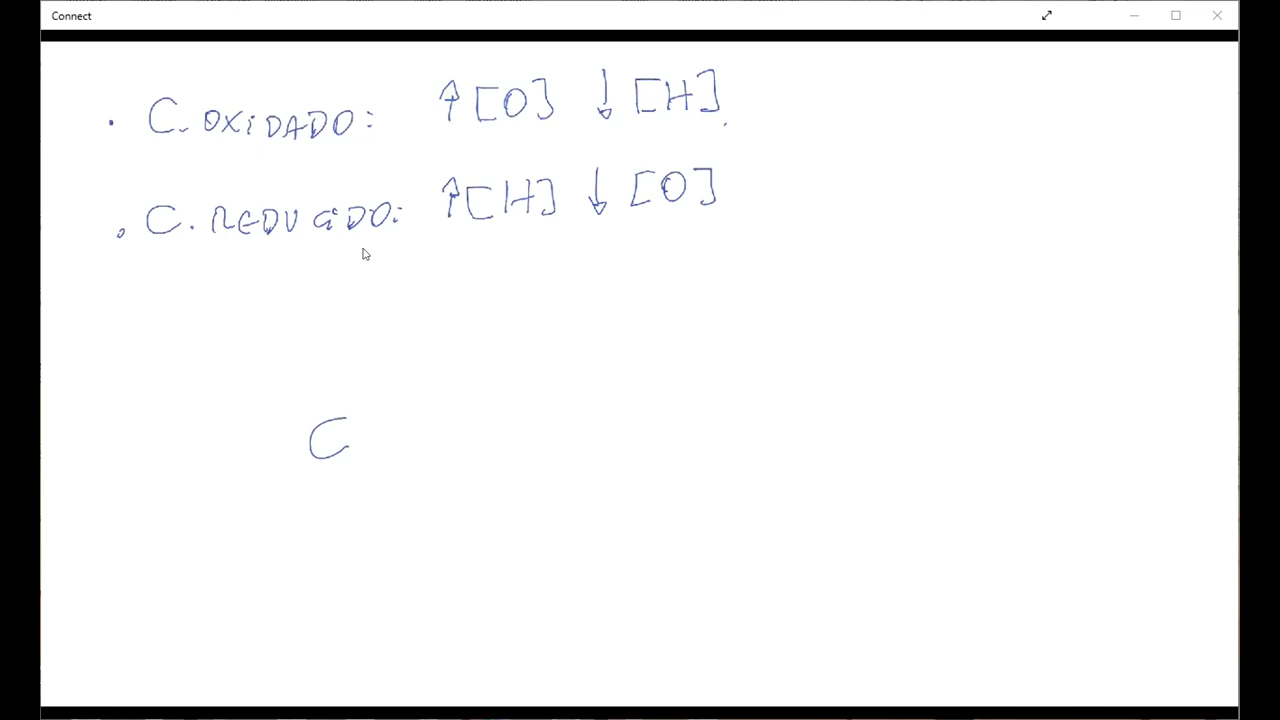 Connect
. C. OXIDADO: ↑ [O] ↓ [H].
. C. REDUCIDO: ↑ [H] ↓ [O]
C